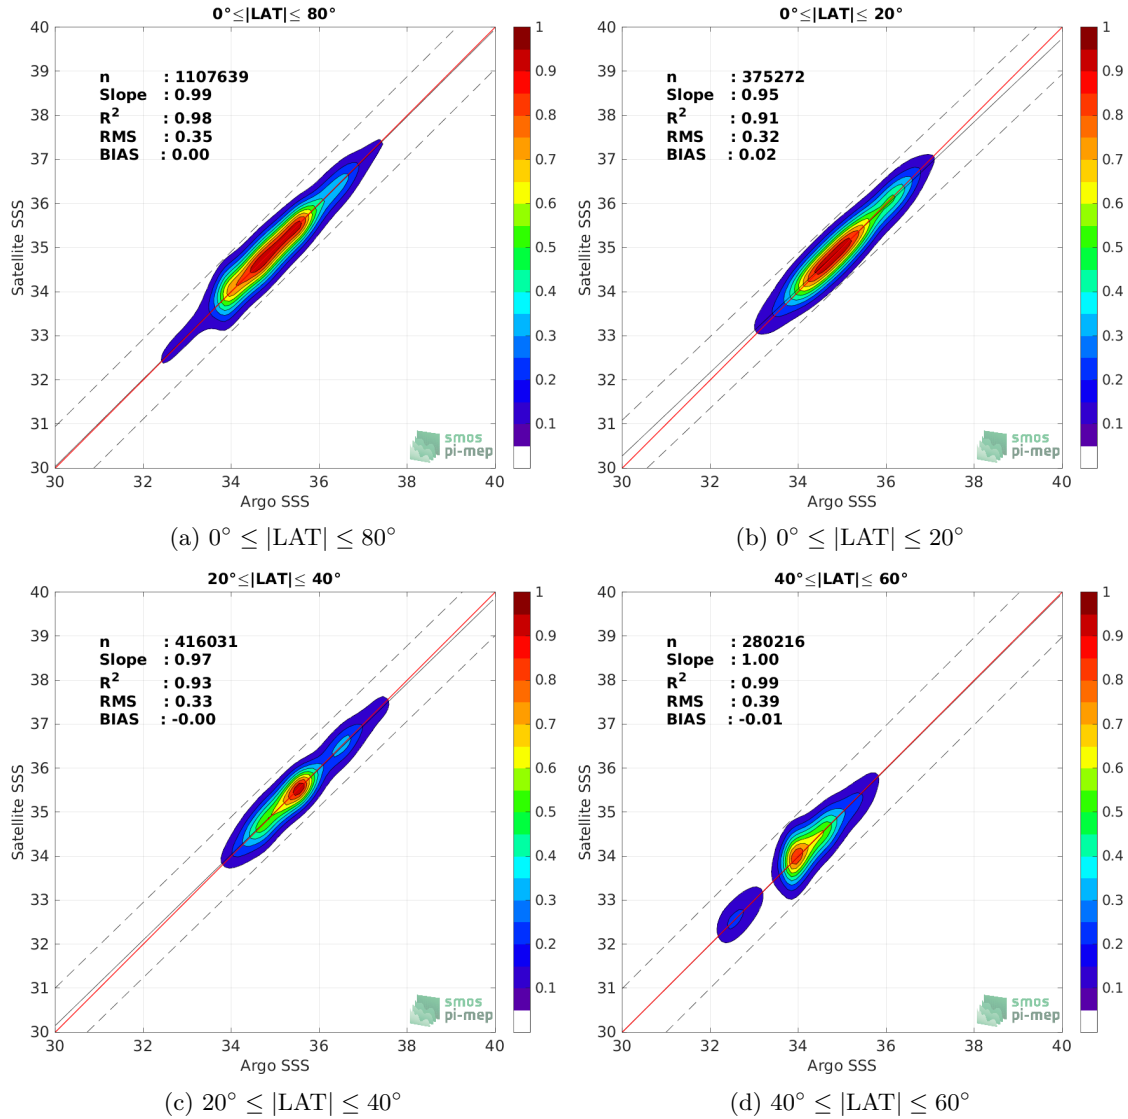 0°≤|LAT|≤ 80°
n : 1107639
Slope : 0.99
R² : 0.98
RMS : 0.35
BIAS : 0.00
40
39
38
37
36
35
34
33
32
31
30
Satellite SSS
30 32 34 36 38 40
Argo SSS
1
0.9
0.8
0.7
0.6
0.5
0.4
0.3
0.2
0.1
smos
pi-mep
(a) 0° ≤ |LAT| ≤ 80°
0°≤|LAT|≤ 20°
n : 375272
Slope : 0.95
R² : 0.91
RMS : 0.32
BIAS : 0.02
40
39
38
37
36
35
34
33
32
31
30
Satellite SSS
30 32 34 36 38 40
Argo SSS
1
0.9
0.8
0.7
0.6
0.5
0.4
0.3
0.2
0.1
smos
pi-mep
(b) 0° ≤ |LAT| ≤ 20°
20°≤|LAT|≤ 40°
n : 416031
Slope : 0.97
R² : 0.93
RMS : 0.33
BIAS : -0.00
40
39
38
37
36
35
34
33
32
31
30
Satellite SSS
30 32 34 36 38 40
Argo SSS
1
0.9
0.8
0.7
0.6
0.5
0.4
0.3
0.2
0.1
smos
pi-mep
(c) 20° ≤ |LAT| ≤ 40°
40°≤|LAT|≤ 60°
n : 280216
Slope : 1.00
R² : 0.99
RMS : 0.39
BIAS : -0.01
40
39
38
37
36
35
34
33
32
31
30
Satellite SSS
30 32 34 36 38 40
Argo SSS
1
0.9
0.8
0.7
0.6
0.5
0.4
0.3
0.2
0.1
smos
pi-mep
(d) 40° ≤ |LAT| ≤ 60°